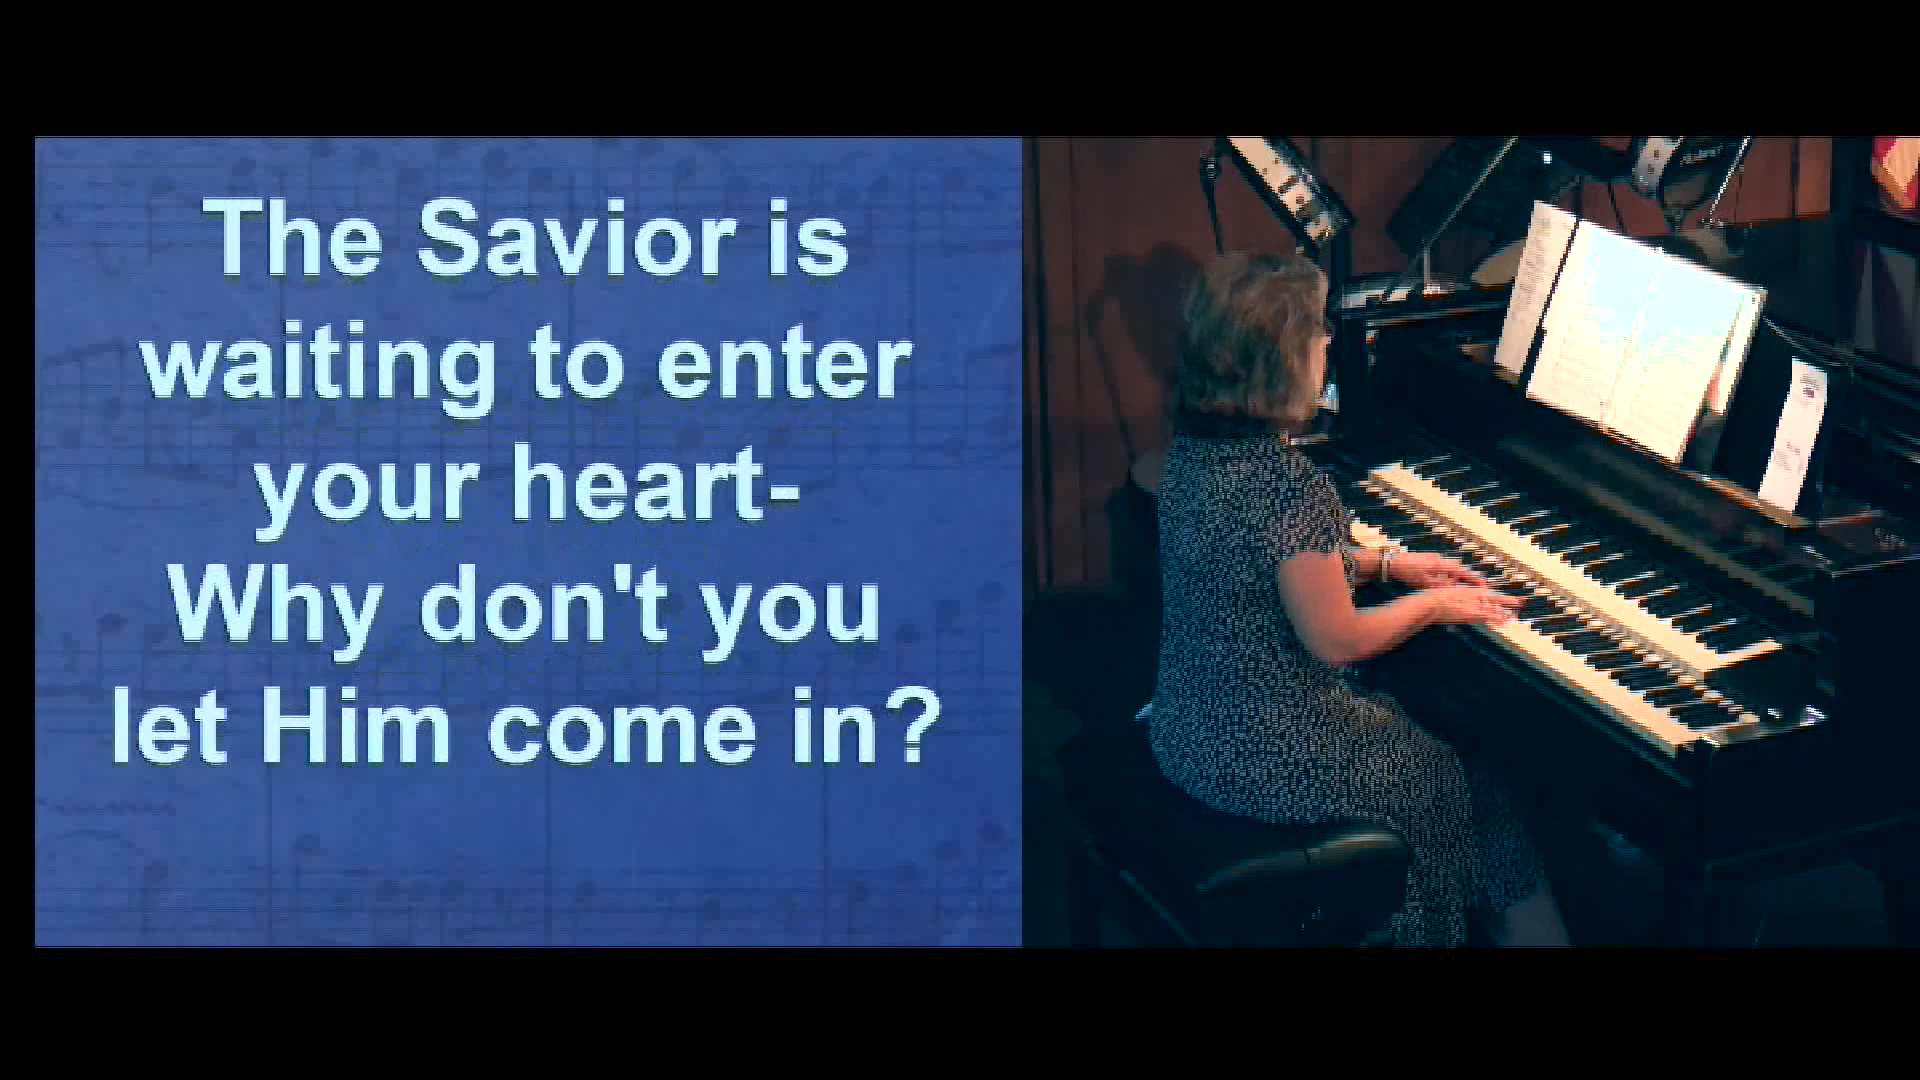 The Savior is
waiting to enter
your heart-
Why don't you
let Him come in?